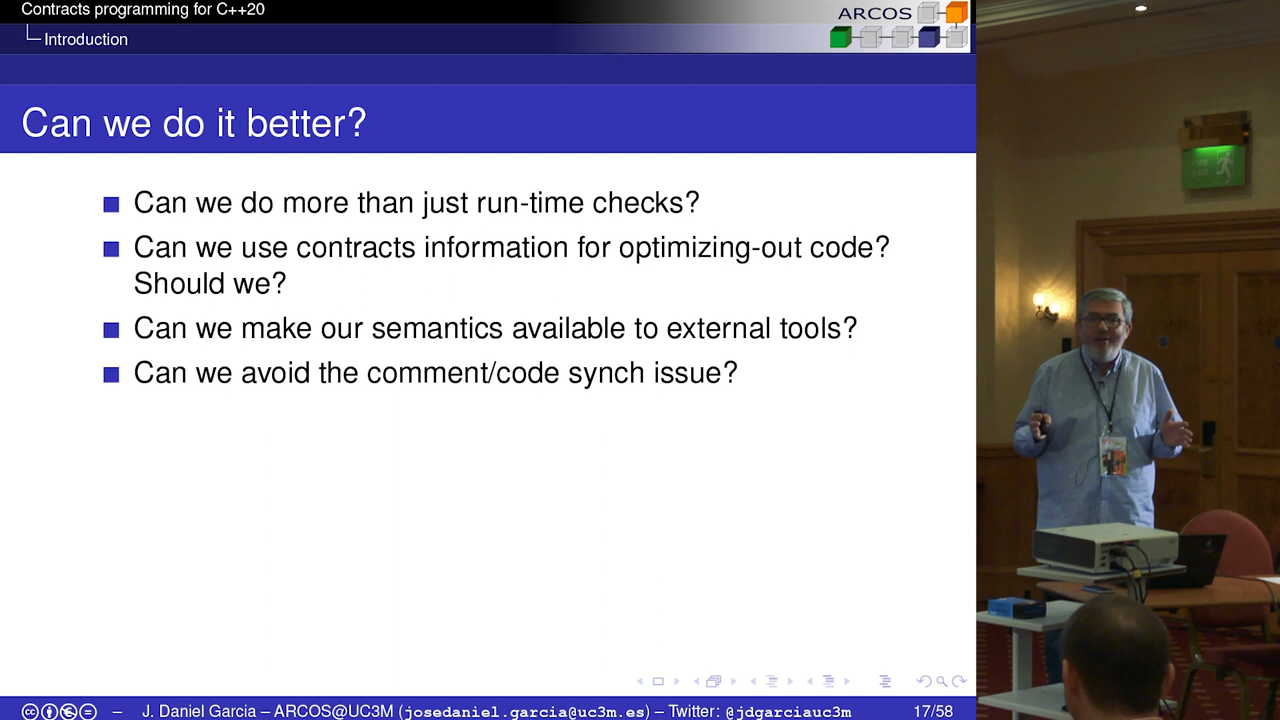 Contracts programming for C++20
Introduction
ARCOS
Can we do it better?
Can we do more than just run-time checks?
Can we use contracts information for optimizing-out code?
Should we?
Can we make our semantics available to external tools?
Can we avoid the comment/code synch issue?
– J. Daniel Garcia – ARCOS@UC3M (josedaniel.garcia@uc3m.es) – Twitter: @jdgarciauc3m 17/58